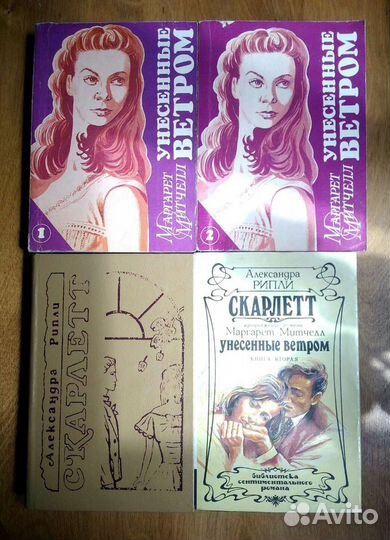 УНЕСЕННЫЕ
ВЕТРОМ
МАРГАРЕТ
МИТЧЕЛЛ
1
УНЕСЕННЫЕ
ВЕТРОМ
МАРГАРЕТ
МИТЧЕЛЛ
2
Александра Рипли
СКАРЛЕТТ
Александра
РИПЛИ
СКАРЛЕТТ
Маргарет Митчелл
УНЕСЕННЫЕ ВЕТРОМ
КНИГА ВТОРАЯ
библиотека
сентиментального
романа
Avito